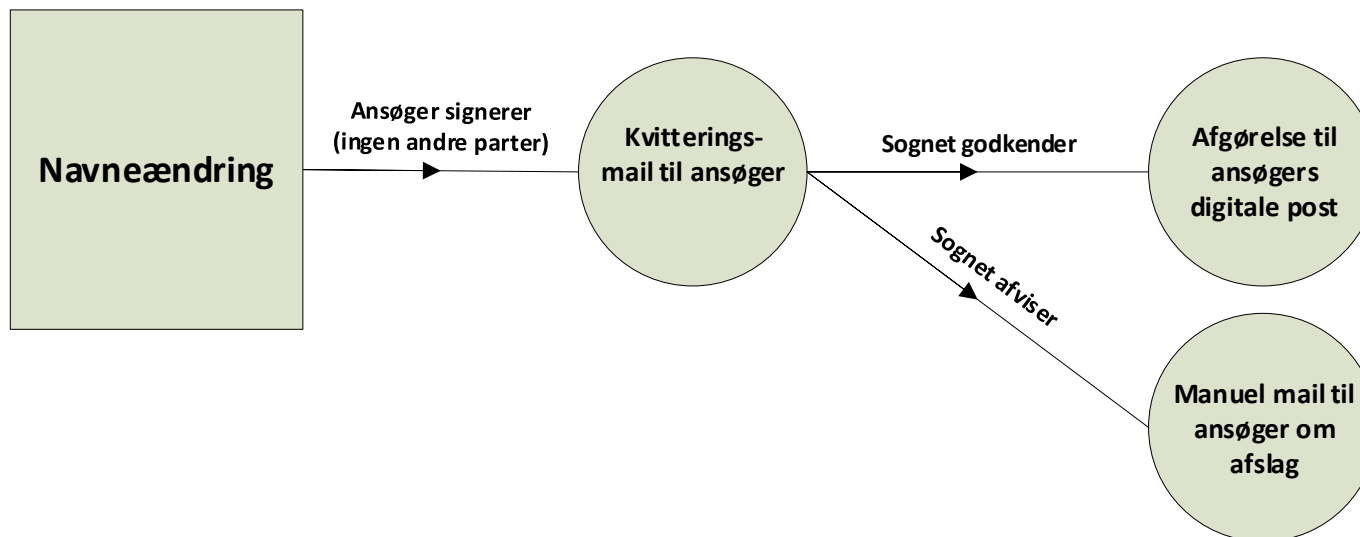 Navneændring
Ansøger signerer
(ingen andre parter)
Kvitterings-
mail til ansøger
Sognet godkender
Afgørelse til
ansøgers
digitale post
Sognet afviser
Manuel mail til
ansøger om
afslag